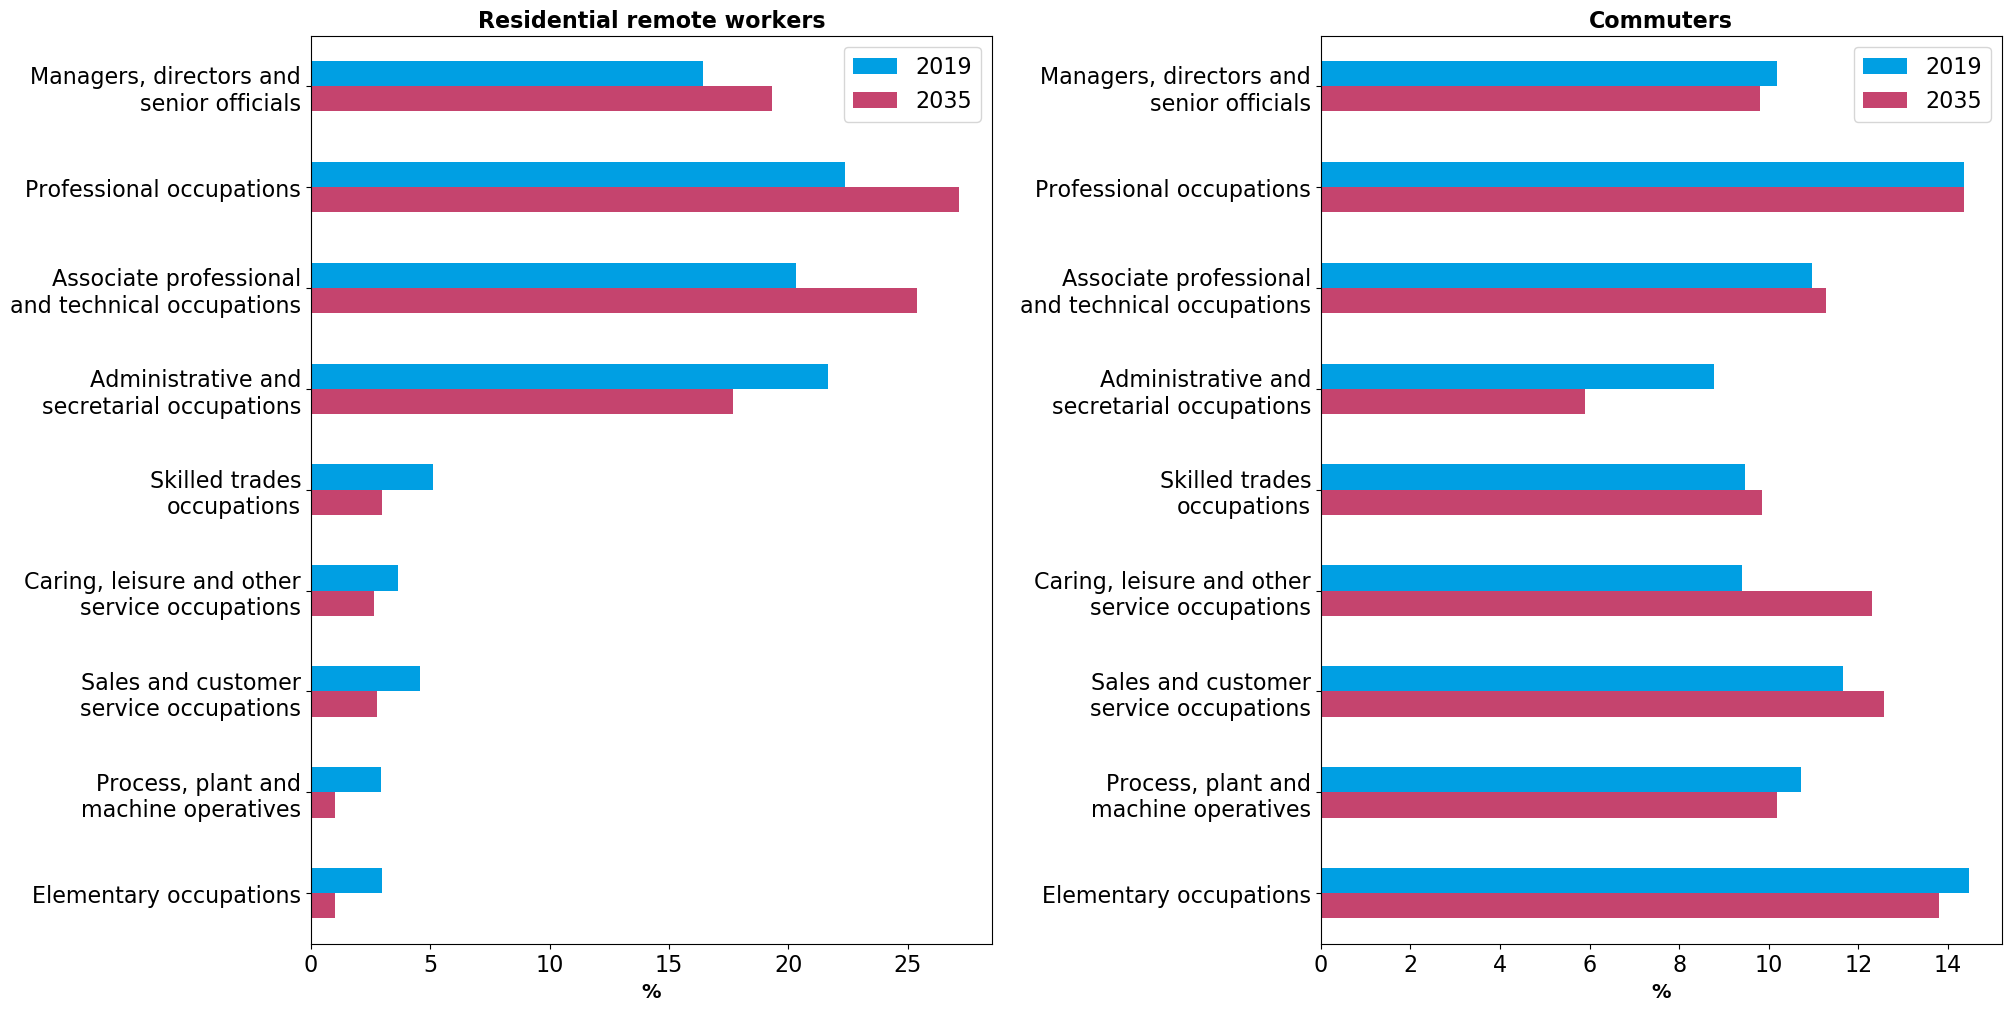 Residential remote workers
Managers, directors and
senior officials
Professional occupations
Associate professional
and technical occupations
Administrative and
secretarial occupations
Skilled trades
occupations
Caring, leisure and other
service occupations
Sales and customer
service occupations
Process, plant and
machine operatives
Elementary occupations
2019
2035
0 5 10 15 20 25
%
Commuters
Managers, directors and
senior officials
Professional occupations
Associate professional
and technical occupations
Administrative and
secretarial occupations
Skilled trades
occupations
Caring, leisure and other
service occupations
Sales and customer
service occupations
Process, plant and
machine operatives
Elementary occupations
2019
2035
0 2 4 6 8 10 12 14
%